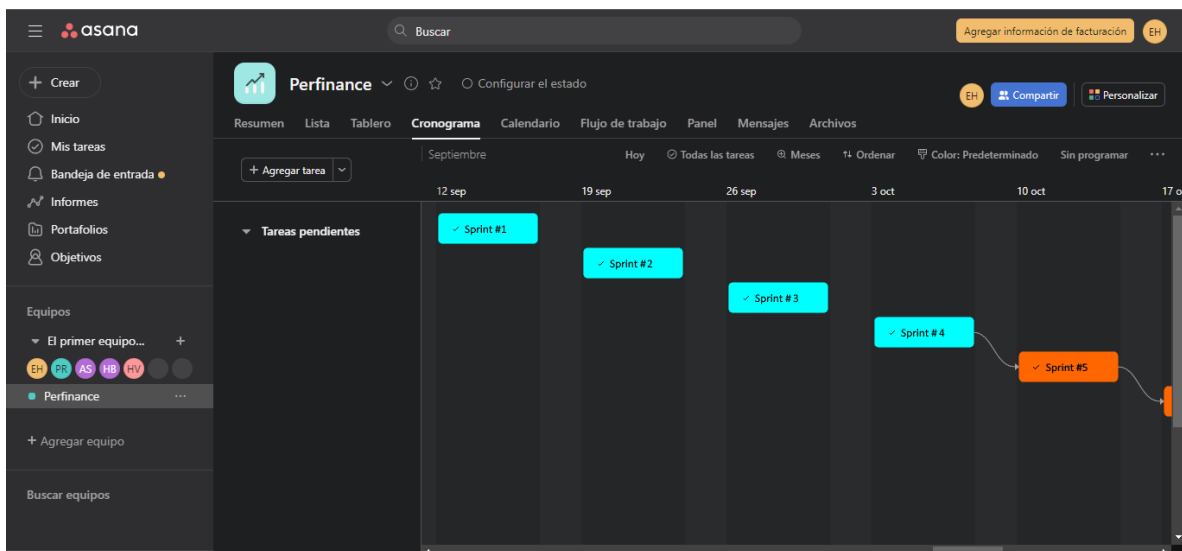 asana
Buscar
Agregar información de facturación
EH
Crear
Inicio
Mis tareas
Bandeja de entrada
Informes
Portafolios
Objetivos
Equipos
El primer equipo...
EH PR AS HB HV
Perfinance
Agregar equipo
Buscar equipos
Perfinance
Configurar el estado
EH
Compartir
Personalizar
Resumen Lista Tablero Cronograma Calendario Flujo de trabajo Panel Mensajes Archivos
+ Agregar tarea
Septiembre
Hoy Todas las tareas Meses Ordenar Color: Predeterminado Sin programar
12 sep 19 sep 26 sep 3 oct 10 oct 17 o
Tareas pendientes
Sprint #1
Sprint #2
Sprint #3
Sprint #4
Sprint #5